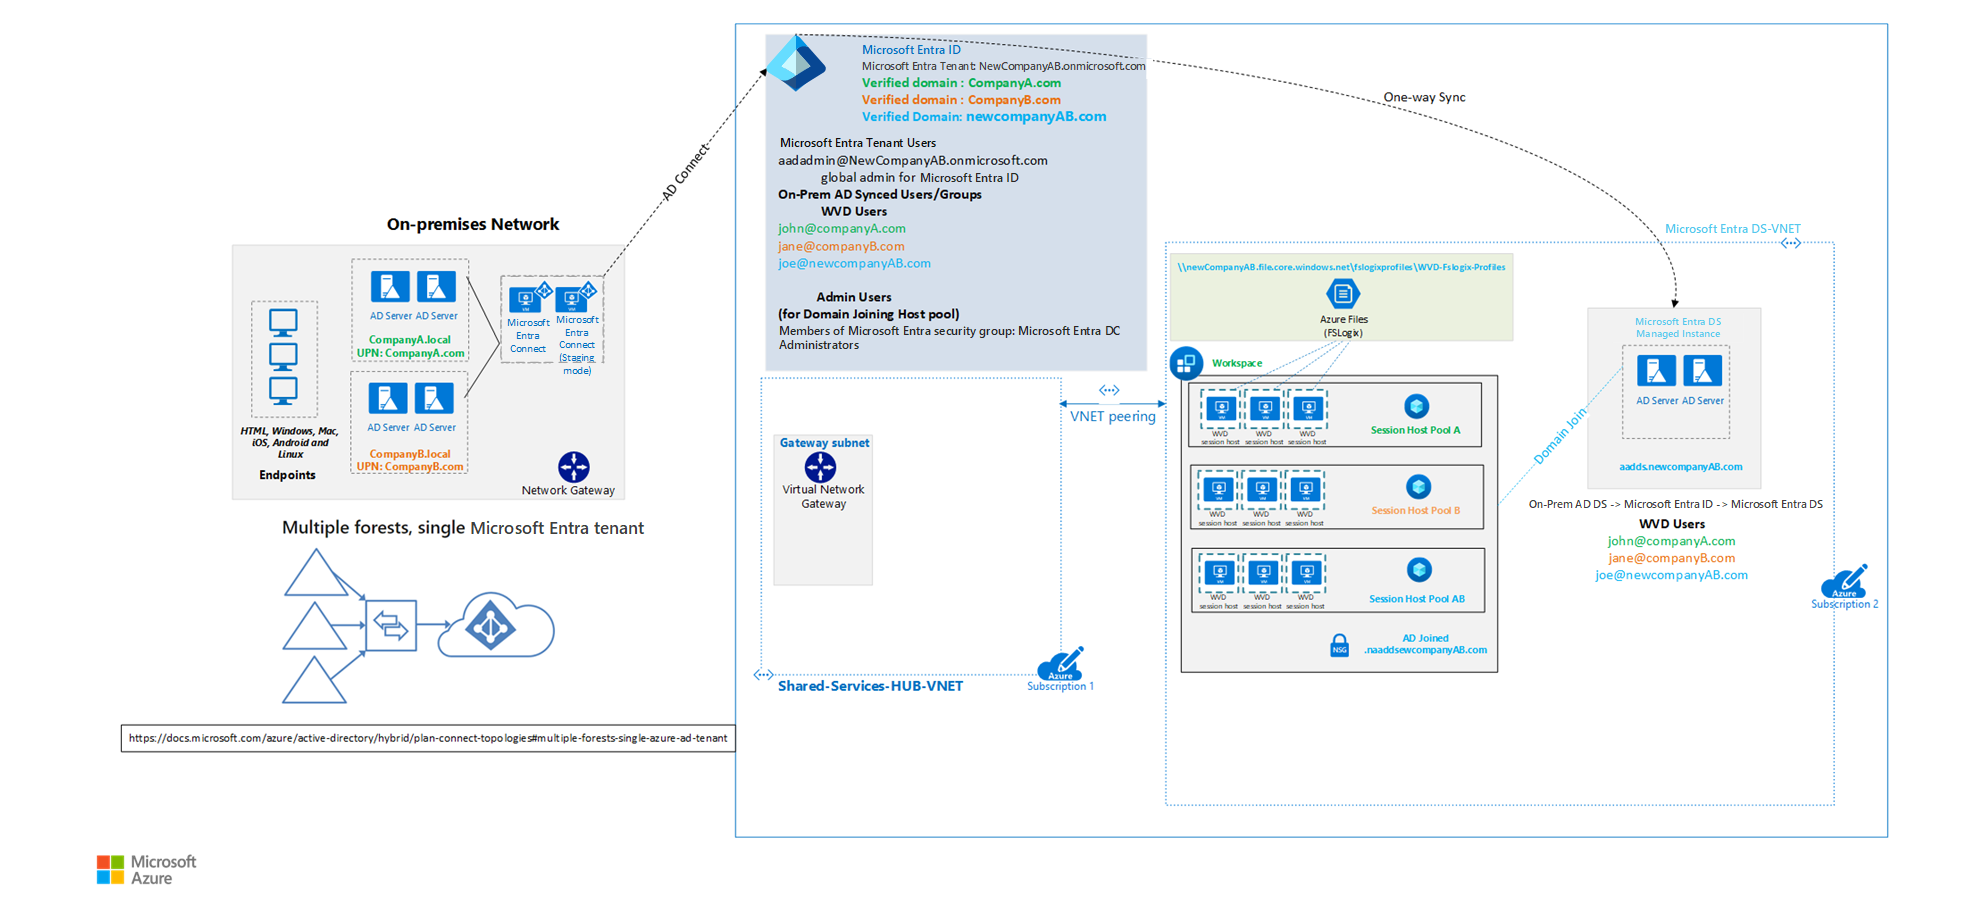 Microsoft Entra ID
Microsoft Entra Tenant: NewCompanyAB.onmicrosoft.com
Verified domain : CompanyA.com
Verified domain : CompanyB.com
Verified Domain: newcompanyAB.com
Microsoft Entra Tenant Users
aadadmin@NewCompanyAB.onmicrosoft.com
global admin for Microsoft Entra ID
On-Prem AD Synced Users/Groups
WVD Users
john@companyA.com
jane@companyB.com
joe@newcompanyAB.com
Admin Users
(for Domain Joining Host pool)
Members of Microsoft Entra security group: Microsoft Entra DC
Administrators
One-way Sync
AD Connect
On-premises Network
AD Server AD Server
CompanyA.local
UPN: CompanyA.com
AD Server AD Server
CompanyB.local
UPN: CompanyB.com
VM
VM
Microsoft
Entra
Connect
Microsoft
Entra
Connect
(Staging
mode)
HTML, Windows, Mac,
iOS, Android and
Linux
Endpoints
Network Gateway
Multiple forests, single Microsoft Entra tenant
https://docs.microsoft.com/azure/active-directory/hybrid/plan-connect-topologies#multiple-forests-single-azure-ad-tenant
Gateway subnet
Virtual Network
Gateway
Shared-Services-HUB-VNET
Azure
Subscription 1
VNET peering
Microsoft Entra DS-VNET
\\newCompanyAB.file.core.windows.net\fslogixprofiles\WVD-Fslogix-Profiles
Azure Files
(FSLogix)
Workspace
VM VM VM
WVD
session host
WVD
session host
WVD
session host
Session Host Pool A
VM VM VM
WVD
session host
WVD
session host
WVD
session host
Session Host Pool B
VM VM VM
WVD
session host
WVD
session host
WVD
session host
Session Host Pool AB
NSG
AD Joined
.naaddsewcompanyAB.com
Domain Join
Microsoft Entra DS
Managed Instance
AD Server AD Server
aadds.newcompanyAB.com
On-Prem AD DS -> Microsoft Entra ID -> Microsoft Entra DS
WVD Users
john@companyA.com
jane@companyB.com
joe@newcompanyAB.com
Azure
Subscription 2
Microsoft
Azure